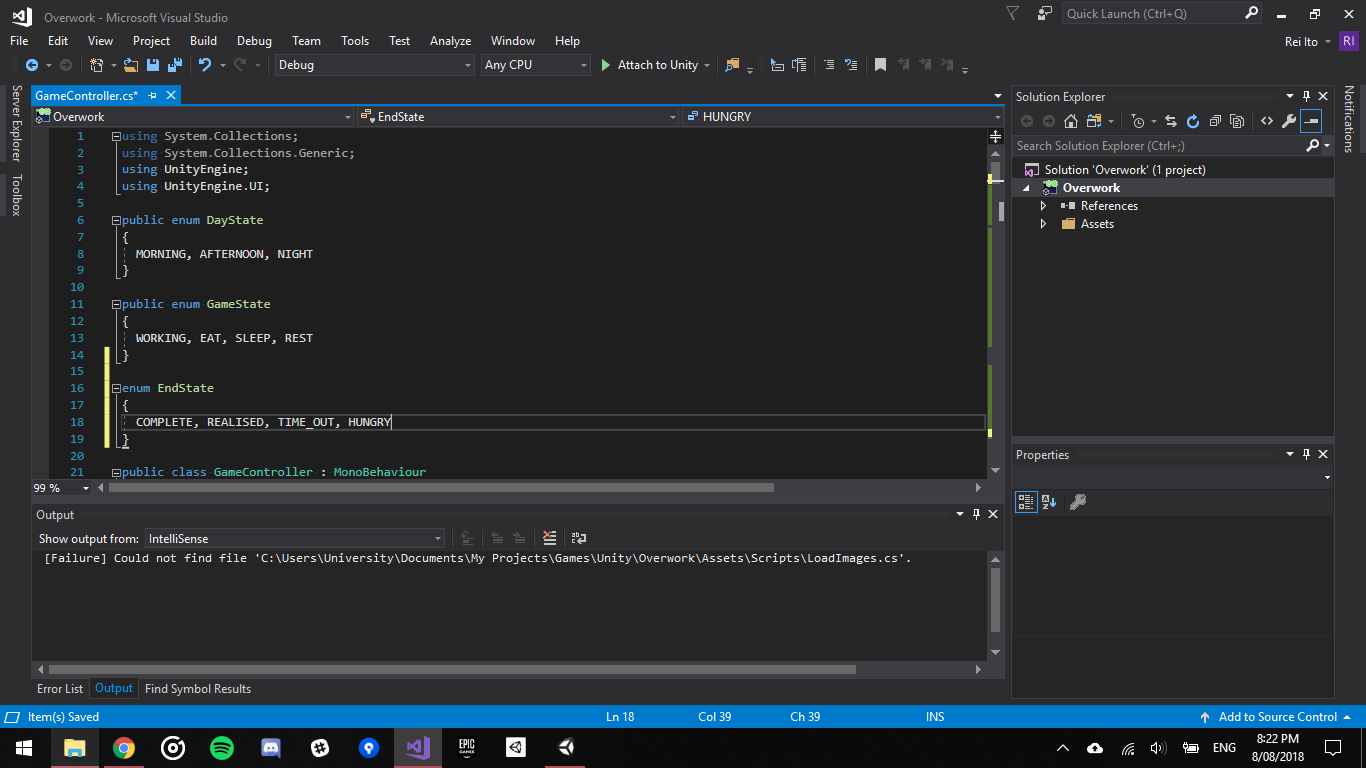 Overwork - Microsoft Visual Studio
Quick Launch (Ctrl+Q)
File Edit View Project Build Debug Team Tools Test Analyze Window Help
Rei Ito RI
Debug Any CPU Attach to Unity
Server Explorer
Toolbox
GameController.cs*
Overwork EndState HUNGRY
1 using System.Collections;
2 using System.Collections.Generic;
3 using UnityEngine;
4 using UnityEngine.UI;
5
6 public enum DayState
7 {
8 MORNING, AFTERNOON, NIGHT
9 }
10
11 public enum GameState
12 {
13 WORKING, EAT, SLEEP, REST
14 }
15
16 enum EndState
17 {
18 COMPLETE, REALISED, TIME_OUT, HUNGRY
19 }
20
21 public class GameController : MonoBehaviour
99 %
Output
Show output from: IntelliSense
[Failure] Could not find file 'C:\Users\University\Documents\My Projects\Games\Unity\Overwork\Assets\Scripts\LoadImages.cs'.
Error List Output Find Symbol Results
Solution Explorer
Search Solution Explorer (Ctrl+;)
Solution 'Overwork' (1 project)
Overwork
References
Assets
Properties
Notifications
Item(s) Saved Ln 18 Col 39 Ch 39 INS Add to Source Control
EPIC GAMES
ENG
8:22 PM
8/08/2018